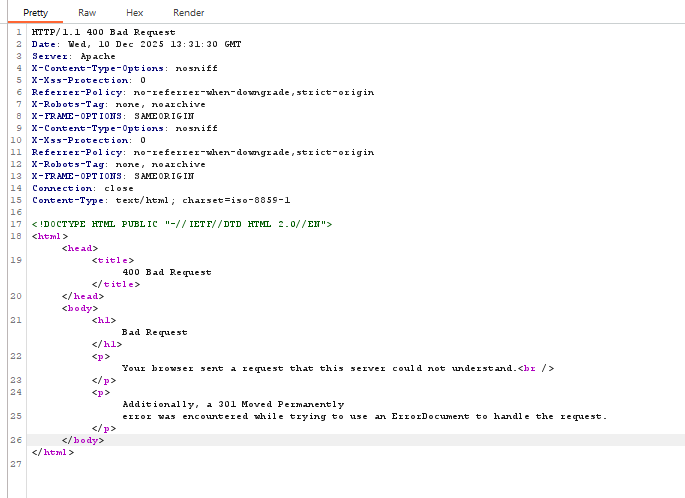 Pretty Raw Hex Render
1 HTTP/1.1 400 Bad Request
2 Date: Wed, 10 Dec 2025 13:31:30 GMT
3 Server: Apache
4 X-Content-Type-Options: nosniff
5 X-Xss-Protection: 0
6 Referrer-Policy: no-referrer-when-downgrade,strict-origin
7 X-Robots-Tag: none, noarchive
8 X-FRAME-OPTIONS: SAMEORIGIN
9 X-Content-Type-Options: nosniff
10 X-Xss-Protection: 0
11 Referrer-Policy: no-referrer-when-downgrade,strict-origin
12 X-Robots-Tag: none, noarchive
13 X-FRAME-OPTIONS: SAMEORIGIN
14 Connection: close
15 Content-Type: text/html; charset=iso-8859-1
16
17 <!DOCTYPE HTML PUBLIC "-//IETF//DTD HTML 2.0//EN">
18 <html>
<head>
19 <title>
400 Bad Request
</title>
20 </head>
<body>
21 <h1>
Bad Request
</h1>
22 <p>
Your browser sent a request that this server could not understand.<br />
23 </p>
24 <p>
Additionally, a 301 Moved Permanently
25 error was encountered while trying to use an ErrorDocument to handle the request.
</p>
26 </body>
</html>
27